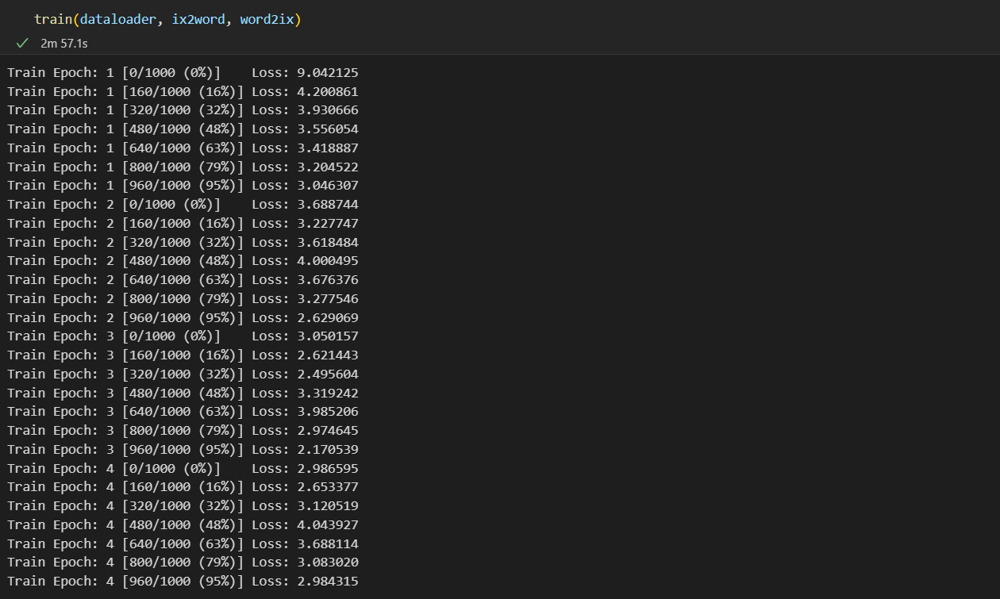 train(dataloader, ix2word, word2ix)
2m 57.1s
Train Epoch: 1 [0/1000 (0%)]    Loss: 9.042125
Train Epoch: 1 [160/1000 (16%)] Loss: 4.200861
Train Epoch: 1 [320/1000 (32%)] Loss: 3.930666
Train Epoch: 1 [480/1000 (48%)] Loss: 3.556054
Train Epoch: 1 [640/1000 (63%)] Loss: 3.418887
Train Epoch: 1 [800/1000 (79%)] Loss: 3.204522
Train Epoch: 1 [960/1000 (95%)] Loss: 3.046307
Train Epoch: 2 [0/1000 (0%)]    Loss: 3.688744
Train Epoch: 2 [160/1000 (16%)] Loss: 3.227747
Train Epoch: 2 [320/1000 (32%)] Loss: 3.618484
Train Epoch: 2 [480/1000 (48%)] Loss: 4.000495
Train Epoch: 2 [640/1000 (63%)] Loss: 3.676376
Train Epoch: 2 [800/1000 (79%)] Loss: 3.277546
Train Epoch: 2 [960/1000 (95%)] Loss: 2.629069
Train Epoch: 3 [0/1000 (0%)]    Loss: 3.050157
Train Epoch: 3 [160/1000 (16%)] Loss: 2.621443
Train Epoch: 3 [320/1000 (32%)] Loss: 2.495604
Train Epoch: 3 [480/1000 (48%)] Loss: 3.319242
Train Epoch: 3 [640/1000 (63%)] Loss: 3.985206
Train Epoch: 3 [800/1000 (79%)] Loss: 2.974645
Train Epoch: 3 [960/1000 (95%)] Loss: 2.170539
Train Epoch: 4 [0/1000 (0%)]    Loss: 2.986595
Train Epoch: 4 [160/1000 (16%)] Loss: 2.653377
Train Epoch: 4 [320/1000 (32%)] Loss: 3.120519
Train Epoch: 4 [480/1000 (48%)] Loss: 4.043927
Train Epoch: 4 [640/1000 (63%)] Loss: 3.688114
Train Epoch: 4 [800/1000 (79%)] Loss: 3.083020
Train Epoch: 4 [960/1000 (95%)] Loss: 2.984315